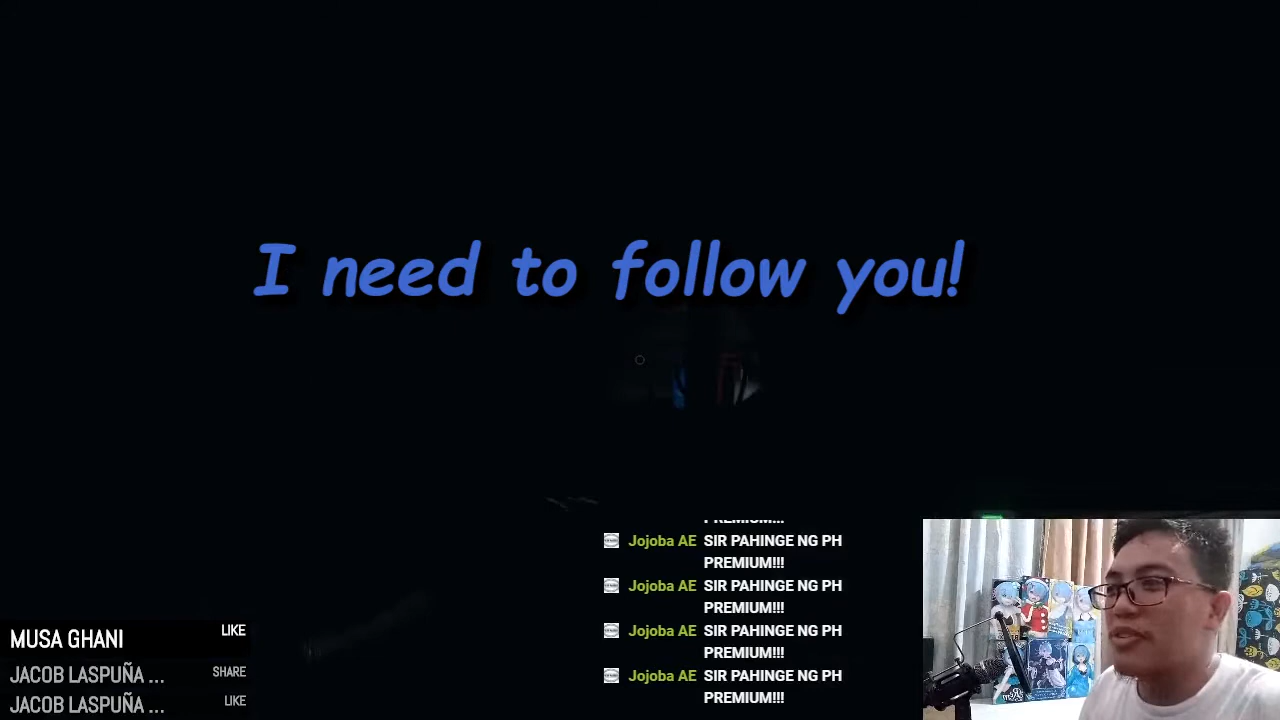 I need to follow you!
PREMIUM!!!
Jojoba AE SIR PAHINGE NG PH
PREMIUM!!!
Jojoba AE SIR PAHINGE NG PH
PREMIUM!!!
Jojoba AE SIR PAHINGE NG PH
PREMIUM!!!
Jojoba AE SIR PAHINGE NG PH
PREMIUM!!!
MUSA GHANI LIKE
JACOB LASPUÑA ... SHARE
JACOB LASPUÑA ... LIKE